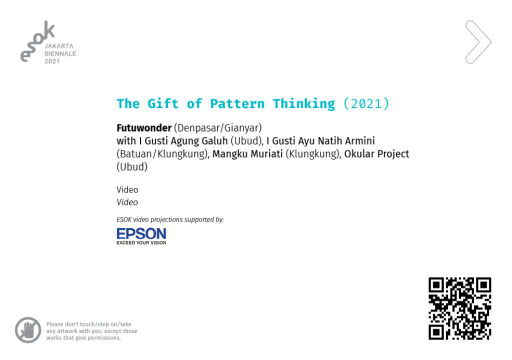 esok
JAKARTA
BIENNALE
2021
The Gift of Pattern Thinking (2021)
Futuwonder (Denpasar/Gianyar)
with I Gusti Agung Galuh (Ubud), I Gusti Ayu Natih Armini
(Batuan/Klungkung), Mangku Muriati (Klungkung), Okular Project
(Ubud)
Video
Video
ESOK video projections supported by:
EPSON
EXCEED YOUR VISION
Please don't touch/step on/take
any artwork with you, except those
works that give permissions.